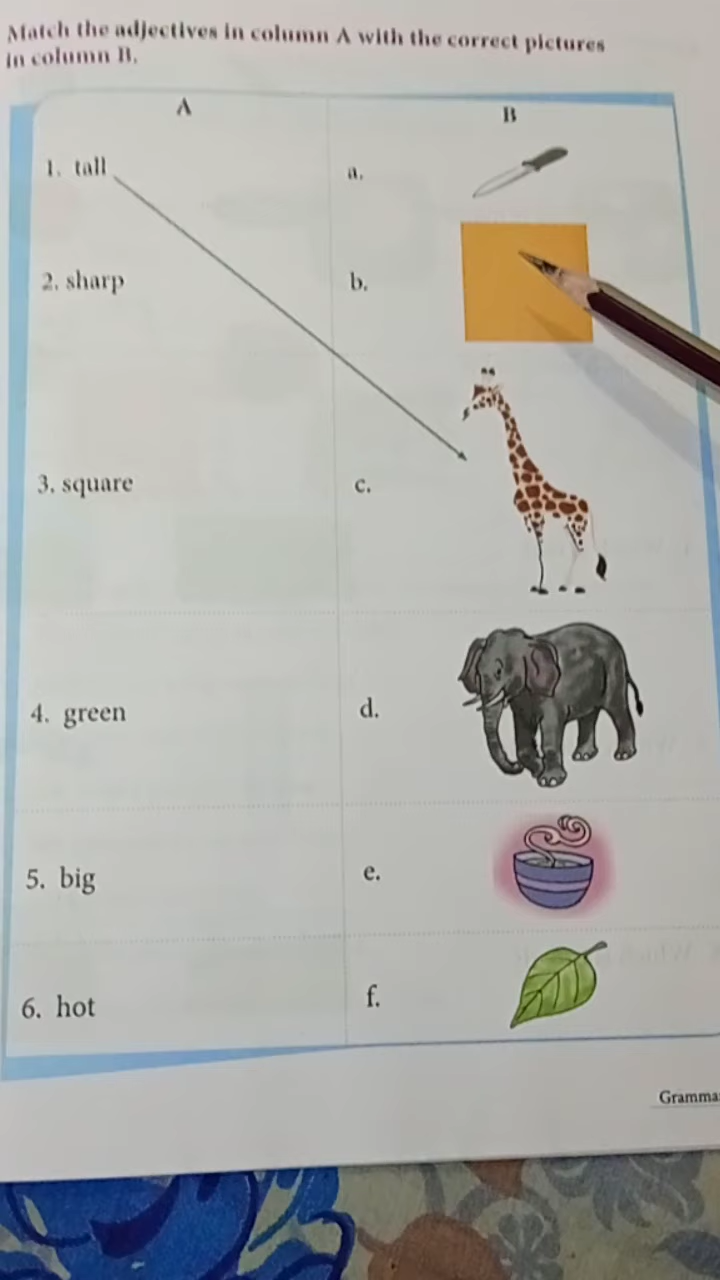 Match the adjectives in column A with the correct pictures
in column B.
A B
1. tall a.
2. sharp b.
3. square c.
4. green d.
5. big e.
6. hot f.